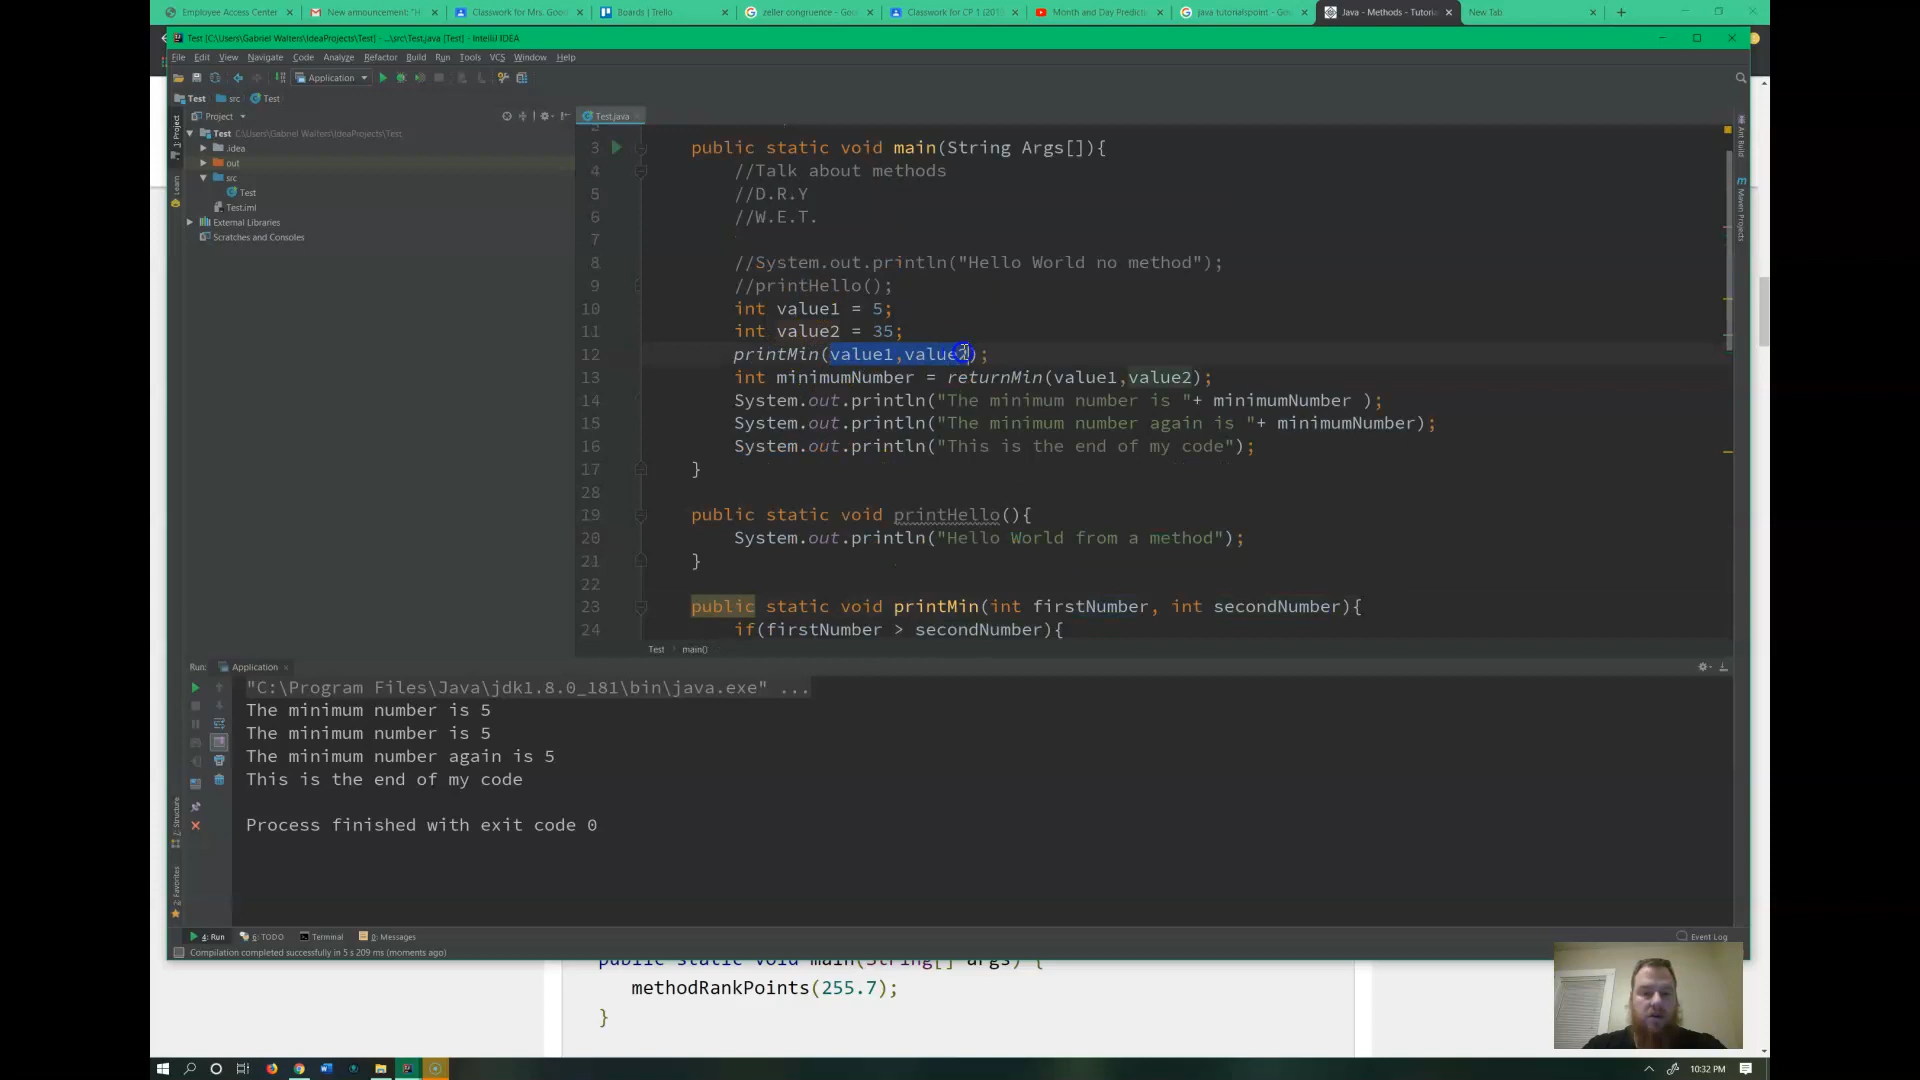 Employee Access Center
New announcement: "H
Classwork for Mrs. Goo
Boards | Trello
zeller congruence - Goo
Classwork for CP 1 (201
Month and Day Predict
java tutorialspoint - Go
Java - Methods - Tutori
New Tab
Test [C:\Users\Gabriel Walters\IdeaProjects\Test] - ...\src\Test.java [Test] - IntelliJ IDEA
File Edit View Navigate Code Analyze Refactor Build Run Tools VCS Window Help
Application
Test src Test
Project
Test.java
1: Project
Learn
Ant Build
Maven Projects
Test C:\Users\Gabriel Walters\IdeaProjects\Test
.idea
out
src
Test
Test.iml
External Libraries
Scratches and Consoles
2
3 public static void main(String Args[]){
4 //Talk about methods
5 //D.R.Y
6 //W.E.T.
7
8 //System.out.println("Hello World no method");
9 //printHello();
10 int value1 = 5;
11 int value2 = 35;
12 printMin(value1,value2);
13 int minimumNumber = returnMin(value1,value2);
14 System.out.println("The minimum number is "+ minimumNumber );
15 System.out.println("The minimum number again is "+ minimumNumber);
16 System.out.println("This is the end of my code");
17 }
28
19 public static void printHello(){
20 System.out.println("Hello World from a method");
21 }
22
23 public static void printMin(int firstNumber, int secondNumber){
24 if(firstNumber > secondNumber){
Test main()
Run: Application
"C:\Program Files\Java\jdk1.8.0_181\bin\java.exe" ...
The minimum number is 5
The minimum number is 5
The minimum number again is 5
This is the end of my code
Process finished with exit code 0
7: Structure
2: Favorites
4: Run 6: TODO Terminal 0: Messages
Event Log
Compilation completed successfully in 5 s 209 ms (moments ago)
public static void main(String[] args) {
methodRankPoints(255.7);
}
10:32 PM